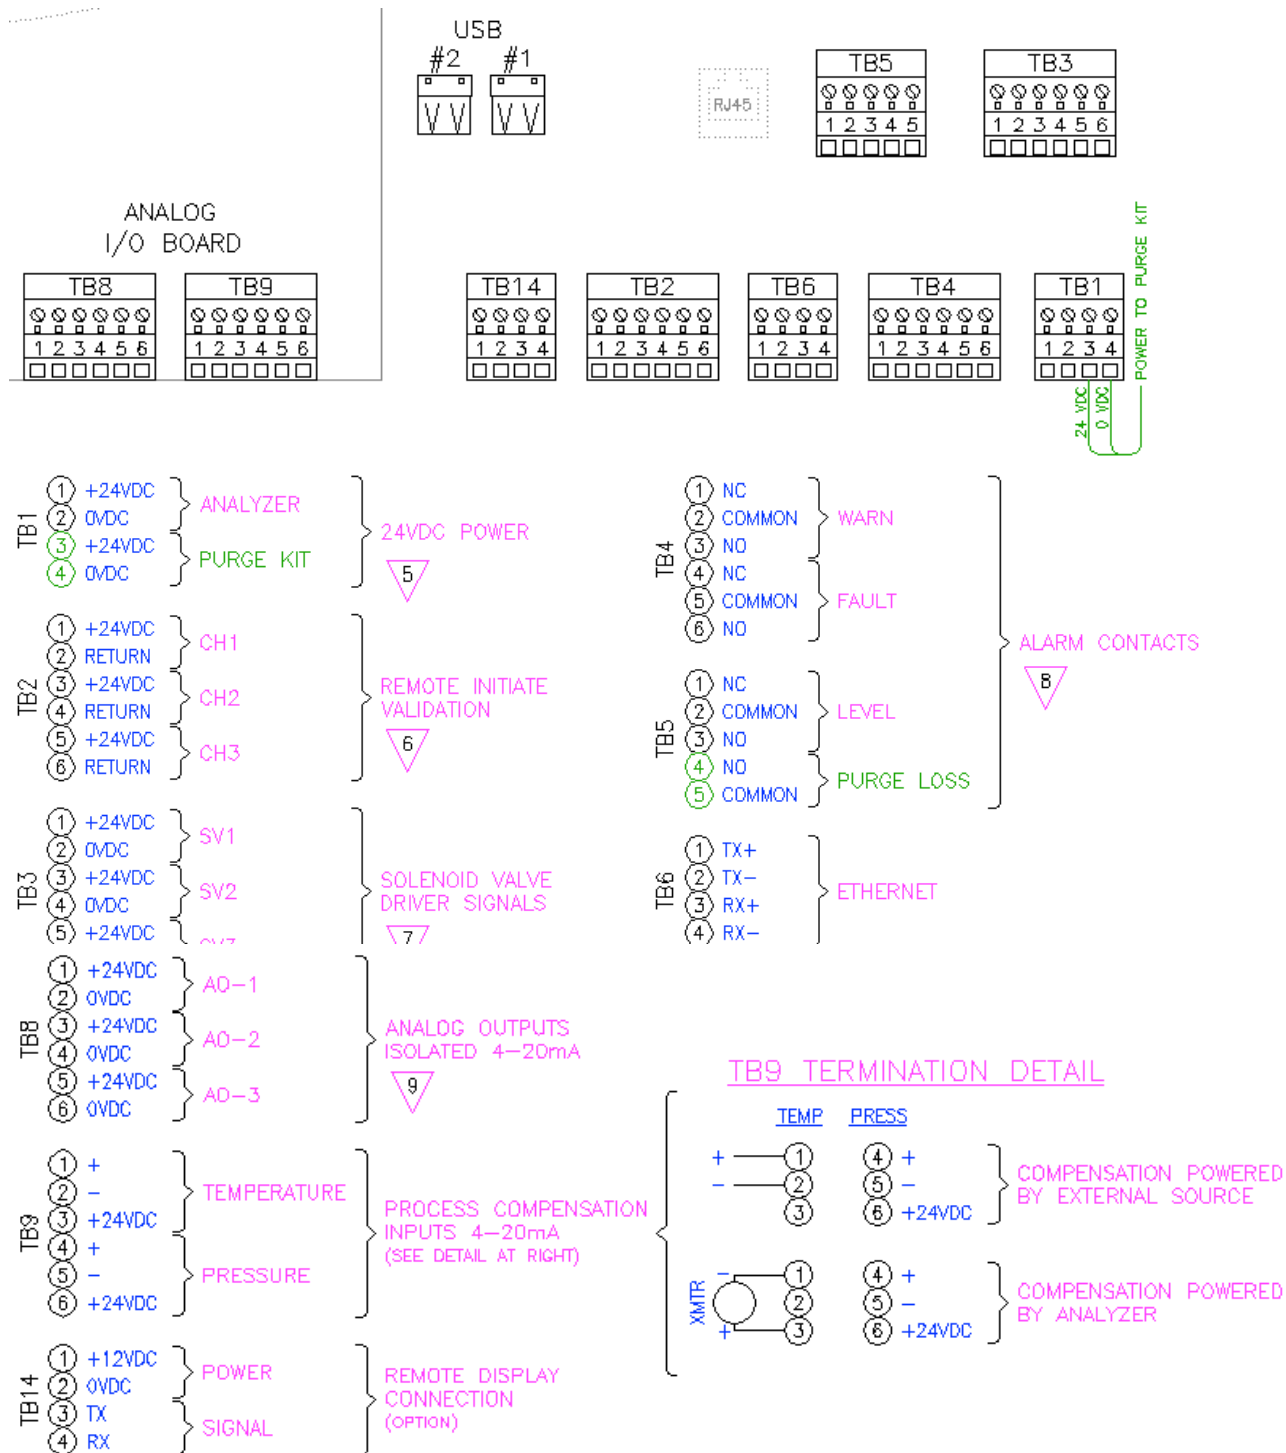 USB
#2 #1
RJ45
TB5
1 2 3 4 5
TB3
1 2 3 4 5 6
ANALOG
I/O BOARD
TB8
1 2 3 4 5 6
TB9
1 2 3 4 5 6
TB14
1 2 3 4
TB2
1 2 3 4 5 6
TB6
1 2 3 4
TB4
1 2 3 4 5 6
TB1
1 2 3 4
24 VDC
0 VDC
POWER TO PURGE KIT
TB1
1 +24VDC
2 0VDC
ANALYZER
3 +24VDC
4 0VDC
PURGE KIT
24VDC POWER
5
TB2
1 +24VDC
2 RETURN
CH1
3 +24VDC
4 RETURN
CH2
5 +24VDC
6 RETURN
CH3
REMOTE INITIATE
VALIDATION
6
TB3
1 +24VDC
2 0VDC
SV1
3 +24VDC
4 0VDC
SV2
5 +24VDC
SOLENOID VALVE
DRIVER SIGNALS
7
TB4
1 NC
2 COMMON
3 NO
WARN
4 NC
5 COMMON
6 NO
FAULT
TB5
1 NC
2 COMMON
3 NO
LEVEL
4 NO
5 COMMON
PURGE LOSS
ALARM CONTACTS
8
TB6
1 TX+
2 TX-
3 RX+
4 RX-
ETHERNET
TB8
1 +24VDC
2 0VDC
AO-1
3 +24VDC
4 0VDC
AO-2
5 +24VDC
6 0VDC
AO-3
ANALOG OUTPUTS
ISOLATED 4-20mA
9
TB9
1 +
2 -
3 +24VDC
TEMPERATURE
4 +
5 -
6 +24VDC
PRESSURE
PROCESS COMPENSATION
INPUTS 4-20mA
(SEE DETAIL AT RIGHT)
TB9 TERMINATION DETAIL
TEMP PRESS
+ 1 4 +
- 2 5 -
3 6 +24VDC
COMPENSATION POWERED
BY EXTERNAL SOURCE
XMTR
- 1 4 +
2 5 -
+ 3 6 +24VDC
COMPENSATION POWERED
BY ANALYZER
TB14
1 +12VDC
2 0VDC
POWER
3 TX
4 RX
SIGNAL
REMOTE DISPLAY
CONNECTION
(OPTION)